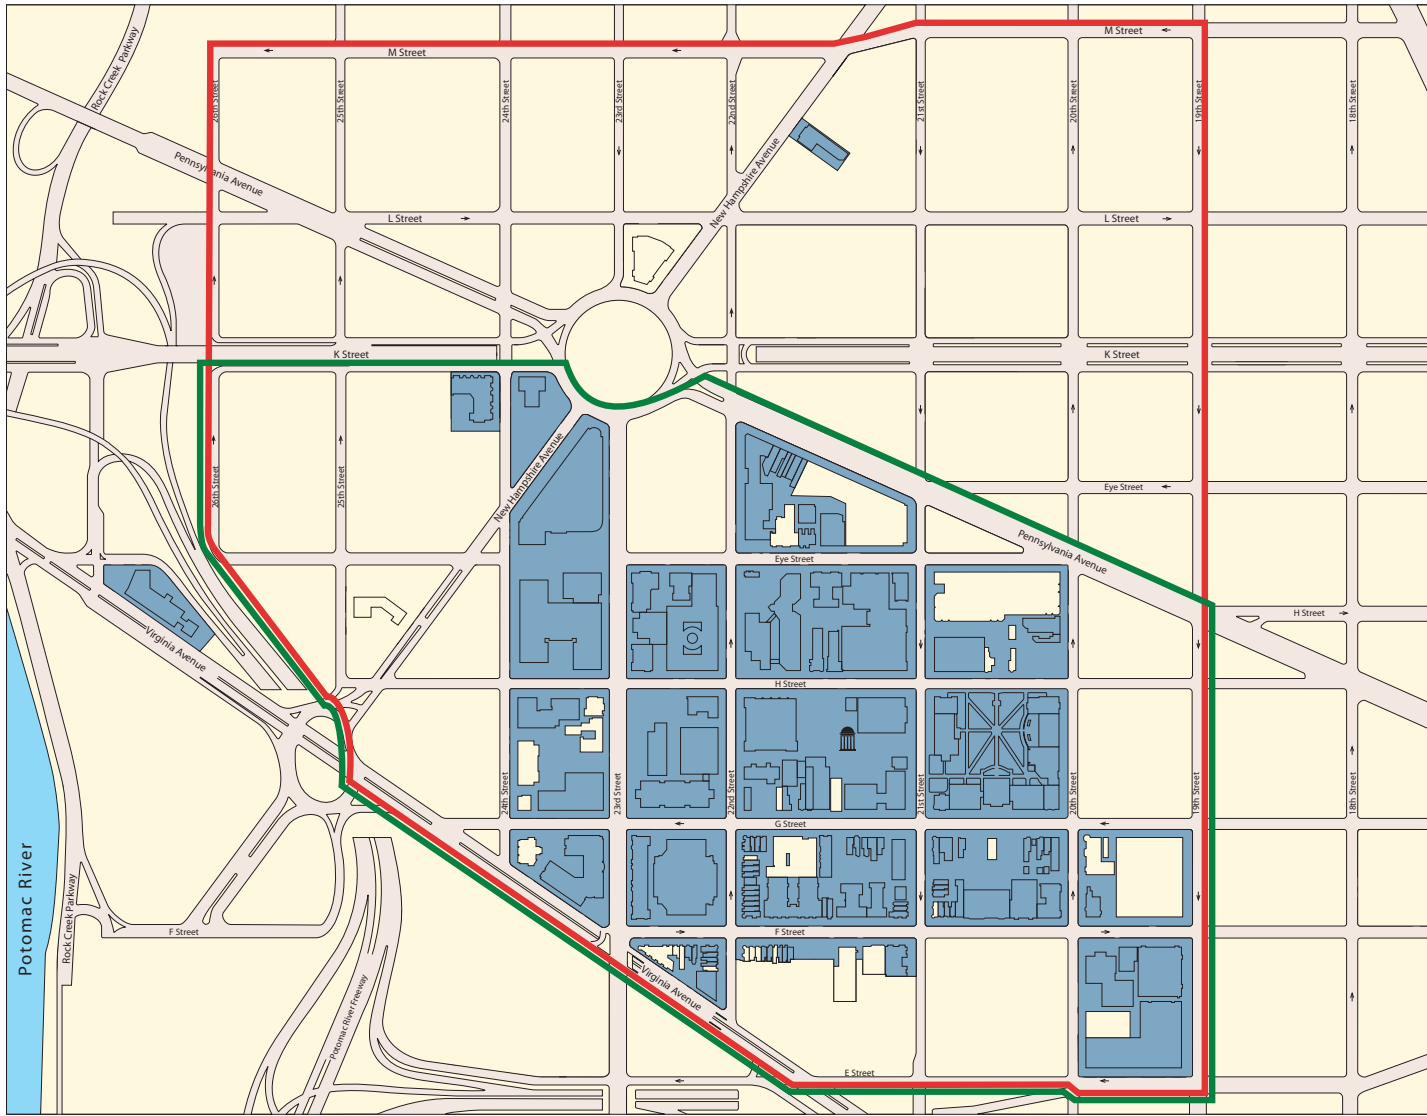 M Street
M Street
Rock Creek Parkway
26th Street
25th Street
24th Street
23rd Street
22nd Street
21st Street
20th Street
19th Street
18th Street
Pennsylvania Avenue
New Hampshire Avenue
L Street
L Street
K Street
K Street
26th Street
25th Street
New Hampshire Avenue
Eye Street
Pennsylvania Avenue
Eye Street
H Street
Virginia Avenue
H Street
24th Street
23rd Street
22nd Street
21st Street
20th Street
19th Street
18th Street
G Street
Potomac River
Rock Creek Parkway
F Street
F Street
Virginia Avenue
Potomac River Freeway
E Street